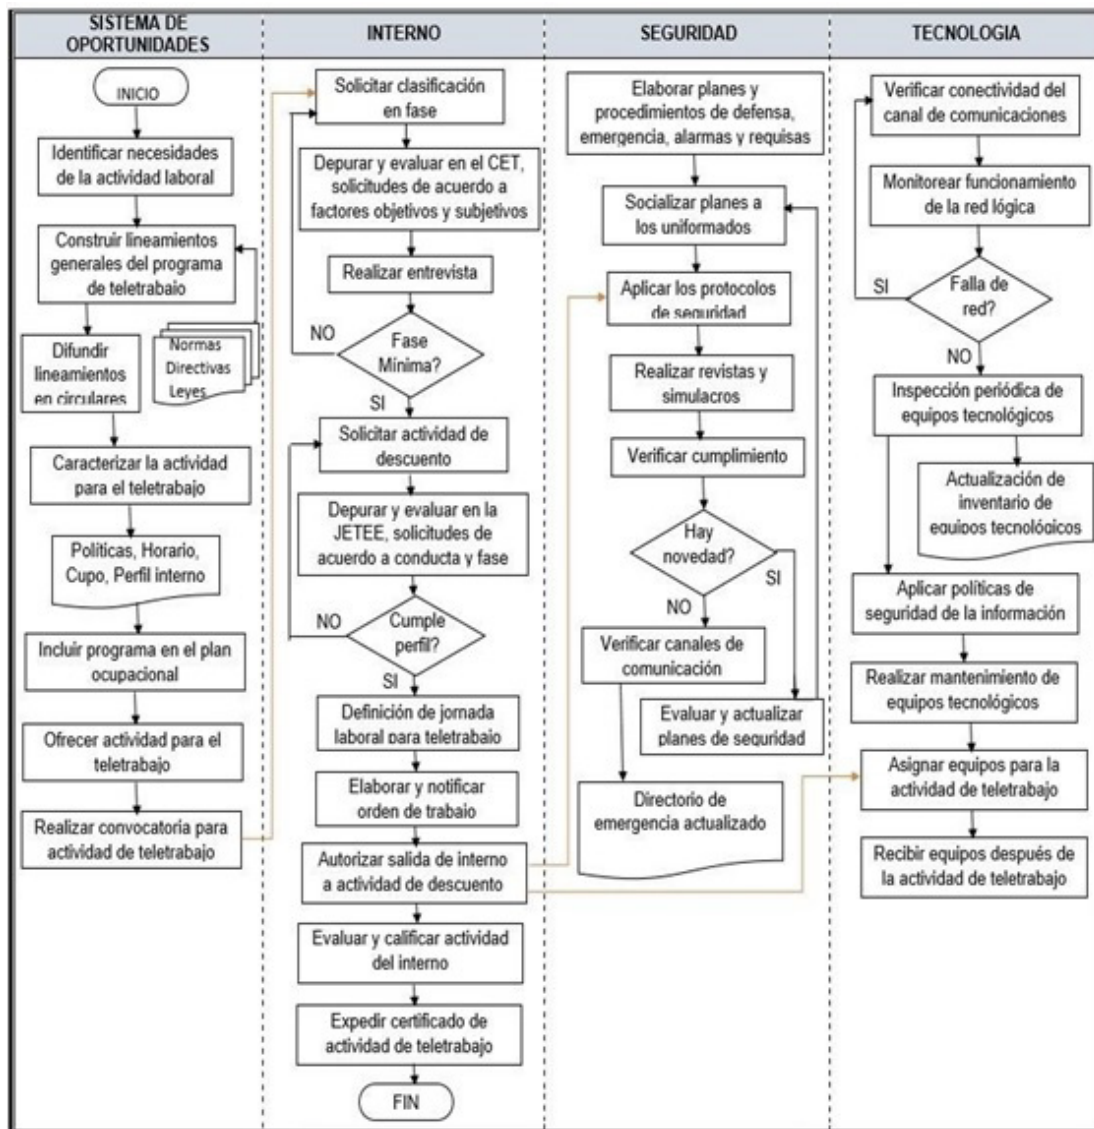 SISTEMA DE
OPORTUNIDADES
INICIO
Identificar necesidades
de la actividad laboral
Construir lineamientos
generales del programa
de teletrabajo
Normas
Directivas
Leyes
Difundir
lineamientos
en circulares
Caracterizar la actividad
para el teletrabajo
Políticas, Horario,
Cupo, Perfil interno
Incluir programa en el plan
ocupacional
Ofrecer actividad para el
teletrabajo
Realizar convocatoria para
actividad de teletrabajo
INTERNO
Solicitar clasificación
en fase
Depurar y evaluar en el CET,
solicitudes de acuerdo a
factores objetivos y subjetivos
Realizar entrevista
NO
Fase
Mínima?
SI
Solicitar actividad de
descuento
Depurar y evaluar en la
JETEE, solicitudes de
acuerdo a conducta y fase
NO
Cumple
perfil?
SI
Definición de jornada
laboral para teletrabajo
Elaborar y notificar
orden de trabajo
Autorizar salida de interno
a actividad de descuento
Evaluar y calificar actividad
del interno
Expedir certificado de
actividad de teletrabajo
FIN
SEGURIDAD
Elaborar planes y
procedimientos de defensa,
emergencia, alarmas y requisas
Socializar planes a
los uniformados
Aplicar los protocolos
de seguridad
Realizar revistas y
simulacros
Verificar cumplimiento
Hay
novedad?
SI
NO
Verificar canales de
comunicación
Evaluar y actualizar
planes de seguridad
Directorio de
emergencia actualizado
TECNOLOGIA
Verificar conectividad del
canal de comunicaciones
Monitorear funcionamiento
de la red lógica
SI
Falla de
red?
NO
Inspección periódica de
equipos tecnológicos
Actualización de
inventario de
equipos tecnológicos
Aplicar políticas de
seguridad de la información
Realizar mantenimiento de
equipos tecnológicos
Asignar equipos para la
actividad de teletrabajo
Recibir equipos después de
la actividad de teletrabajo